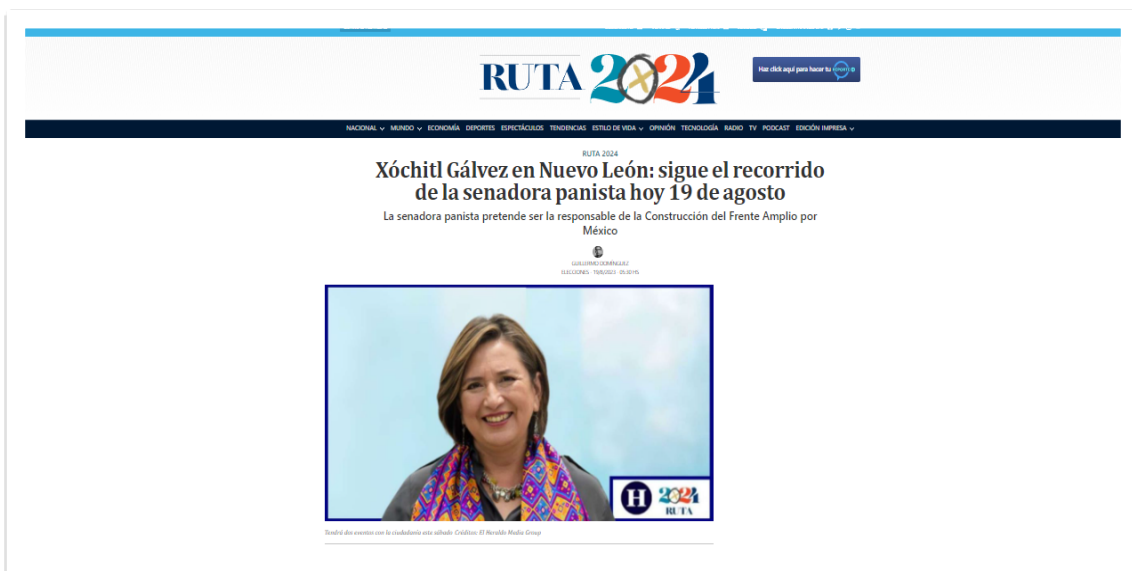 RUTA 2024
Haz click aquí para hacer tu REPORTE H
NACIONAL MUNDO ECONOMÍA DEPORTES ESPECTÁCULOS TENDENCIAS ESTILO DE VIDA OPINIÓN TECNOLOGÍA RADIO TV PODCAST EDICIÓN IMPRESA
RUTA 2024
Xóchitl Gálvez en Nuevo León: sigue el recorrido
de la senadora panista hoy 19 de agosto
La senadora panista pretende ser la responsable de la Construcción del Frente Amplio por
México
GUILLERMO DOMÍNGUEZ
ELECCIONES · 19/8/2023 · 05:00 HS
H 2024
RUTA
Tendrá dos eventos con la ciudadanía este sábado Créditos: El Heraldo Media Group